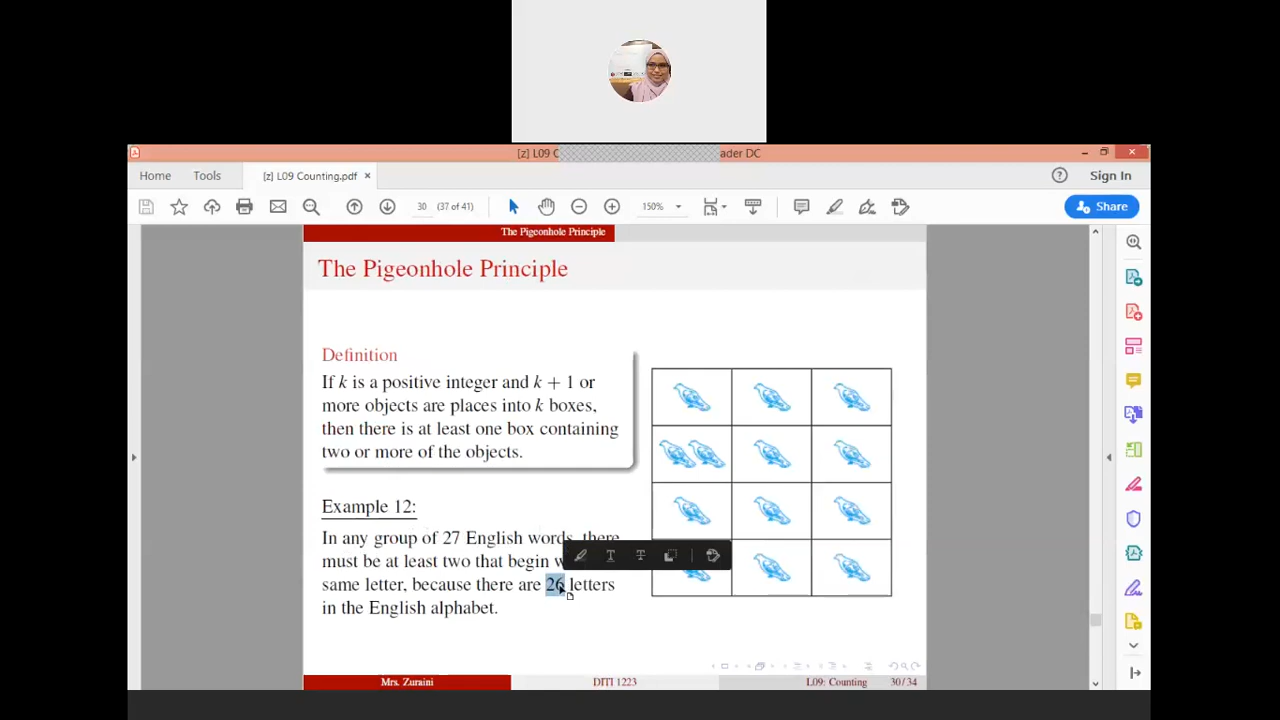 [z] L09 C ader DC
Home Tools [z] L09 Counting.pdf ×
Sign In
30 (37 of 41) 150% Share
The Pigeonhole Principle
The Pigeonhole Principle
Definition
If k is a positive integer and k + 1 or
more objects are places into k boxes,
then there is at least one box containing
two or more of the objects.
Example 12:
In any group of 27 English words, there
must be at least two that begin
same letter, because there are 26 letters
in the English alphabet.
Mrs. Zuraini DITI 1223 L09: Counting 30/34